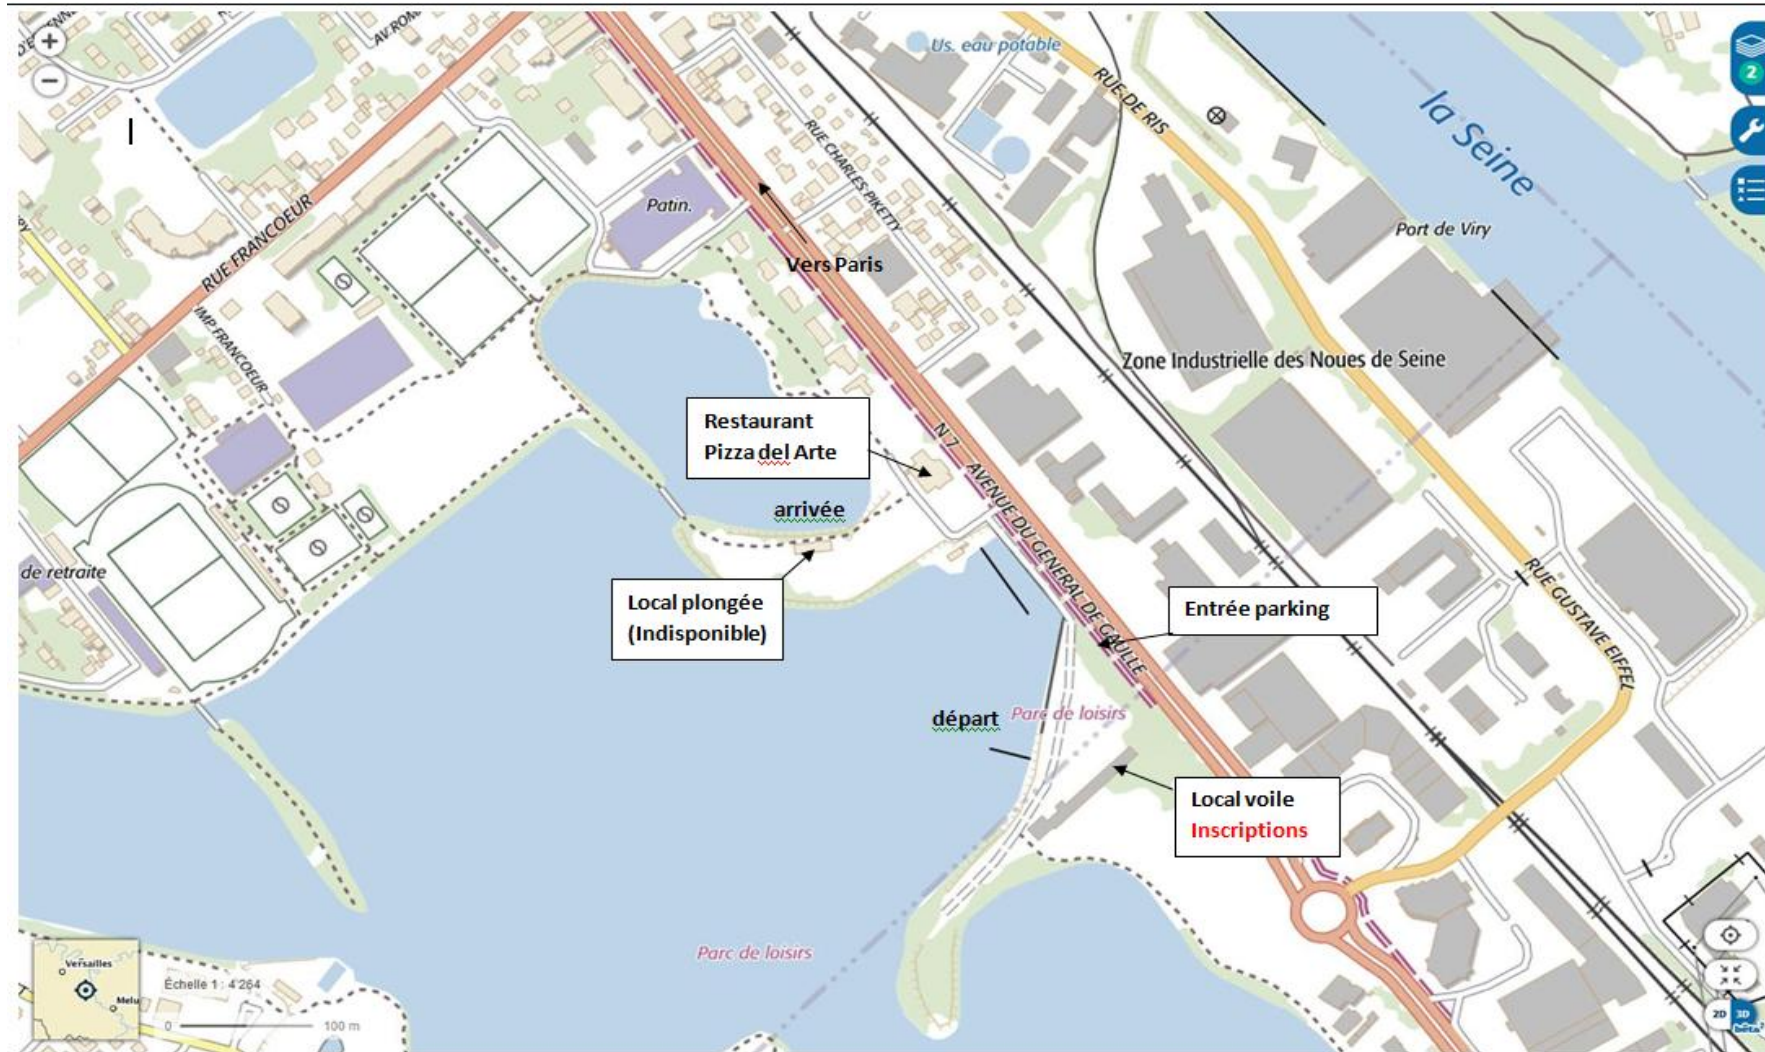 D'E
AV.ROM
Us. eau potable
2
RUE DE RIS
la Seine
RUE CHARLES PIKETTY
Patin.
Port de Viry
RUE FRANCOEUR
Vers Paris
IMP FRANCOEUR
Zone Industrielle des Noues de Seine
Restaurant
Pizza del Arte
N 7
AVENUE DU GENERAL DE GAULLE
arrivée
de retraite
Local plongée
(Indisponible)
Entrée parking
RUE GUSTAVE EIFFEL
départ
Parc de loisirs
Local voile
Inscriptions
Parc de loisirs
Versailles
Melu
Échelle 1 : 4 264
0
100 m
2D
3D
bêta